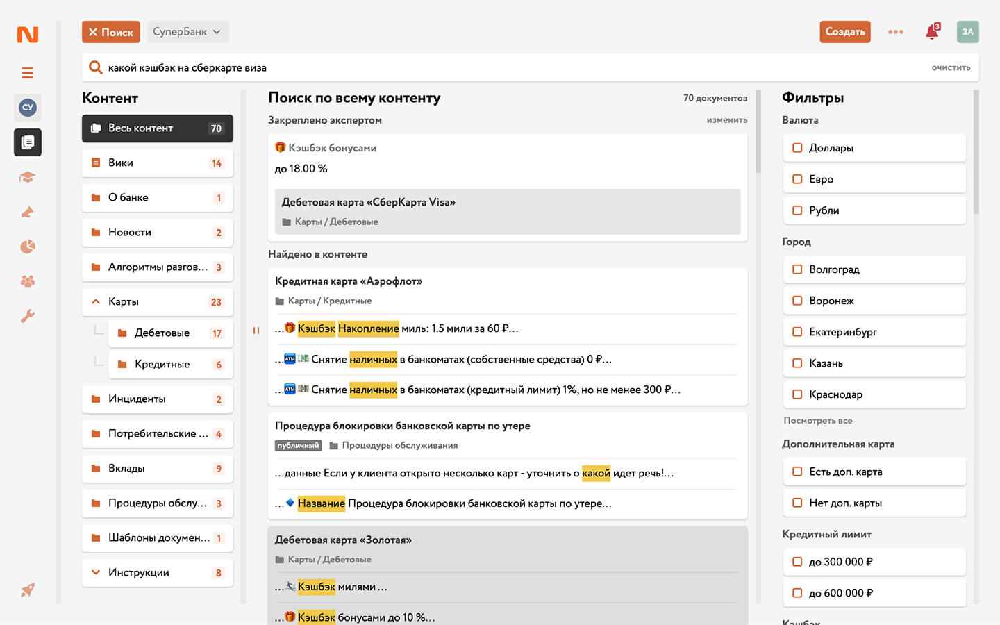 Поиск
СуперБанк
Создать
3
ЗА
какой кэшбэк на сберкарте виза
очистить
СУ
Контент
Весь контент 70
Вики 14
О банке 1
Новости 2
Алгоритмы разгов... 3
Карты 23
Дебетовые 17
Кредитные 6
Инциденты 2
Потребительские ... 4
Вклады 9
Процедуры обслу... 3
Шаблоны докумен... 1
Инструкции 8
Поиск по всему контенту
70 документов
Закреплено экспертом
изменить
Кэшбэк бонусами
до 18.00 %
Дебетовая карта «СберКарта Visa»
Карты / Дебетовые
Найдено в контенте
Кредитная карта «Аэрофлот»
Карты / Кредитные
...Кэшбэк Накопление миль: 1.5 мили за 60 ₽...
...ATM Снятие наличных в банкоматах (собственные средства) 0 ₽...
...ATM Снятие наличных в банкоматах (кредитный лимит) 1%, но не менее 300 ₽...
Процедура блокировки банковской карты по утере
публичный Процедуры обслуживания
...данные Если у клиента открыто несколько карт - уточнить о какой идет речь!...
...Название Процедура блокировки банковской карты по утере...
Дебетовая карта «Золотая»
Карты / Дебетовые
...Кэшбэк милями ...
...Кэшбэк бонусами до 10 %...
Фильтры
Валюта
Доллары
Евро
Рубли
Город
Волгоград
Воронеж
Екатеринбург
Казань
Краснодар
Посмотреть все
Дополнительная карта
Есть доп. карта
Нет доп. карты
Кредитный лимит
до 300 000 ₽
до 600 000 ₽
Кэшбэк